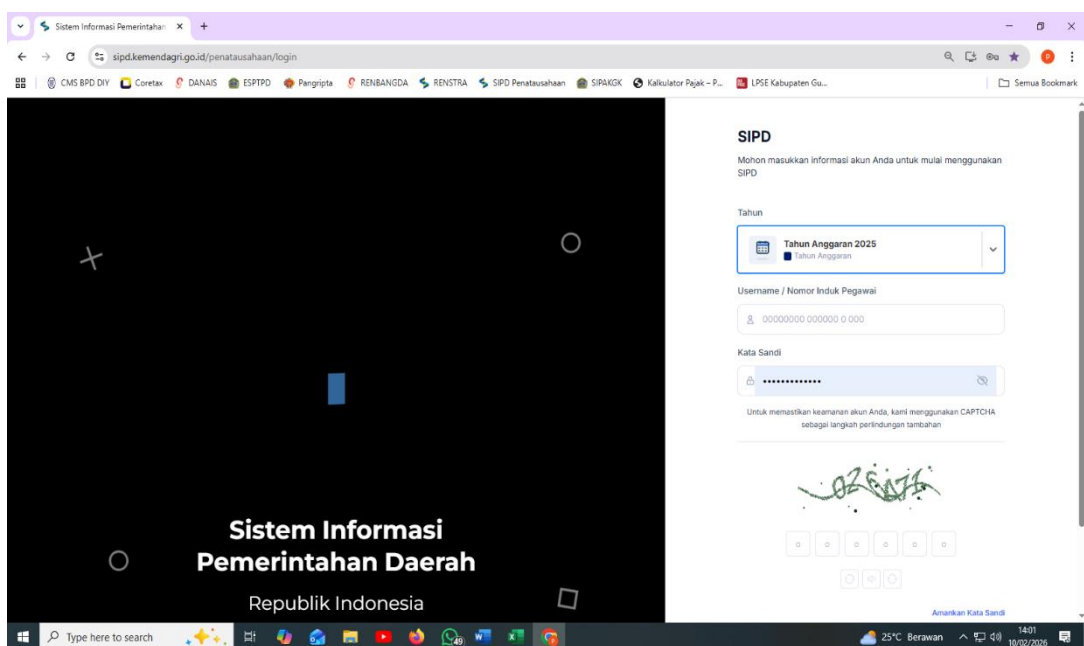 Sistem Informasi Pemerintahan
sipd.kemendagri.go.id/penatausahaan/login
P
CMS BPD DIY Coretax DANAIS ESPTPD Pangripta RENBANGDA RENSTRA SIPD Penatausahaan SIPAKGK Kalkulator Pajak – P... LPSE Kabupaten Gu... Semua Bookmark
SIPD
Mohon masukkan informasi akun Anda untuk mulai menggunakan
SIPD
Tahun
Tahun Anggaran 2025
Tahun Anggaran
Username / Nomor Induk Pegawai
00000000 000000 0 000
Kata Sandi
•••••••••••••
Untuk memastikan keamanan akun Anda, kami menggunakan CAPTCHA
sebagai langkah perlindungan tambahan
Amankan Kata Sandi
Sistem Informasi
Pemerintahan Daerah
Republik Indonesia
Type here to search
49
25°C Berawan
14:01
10/02/2026